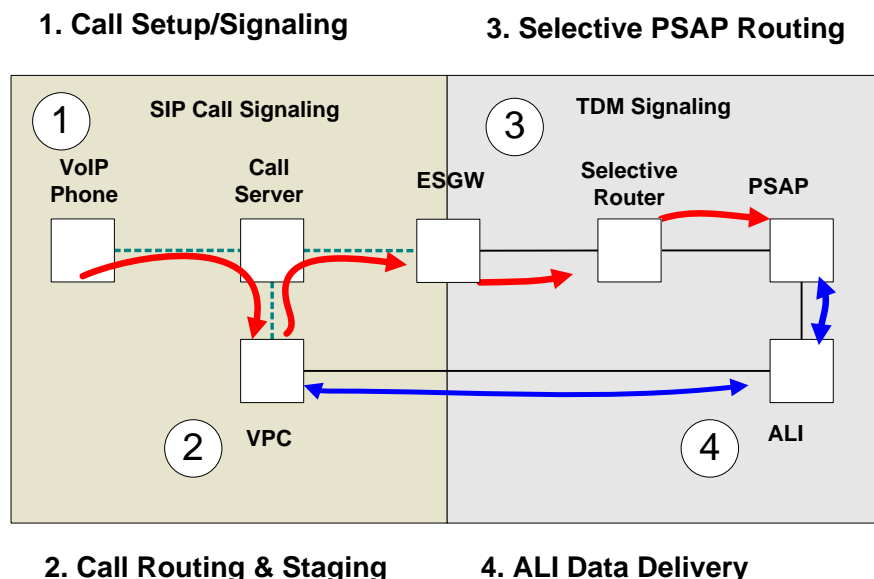 1. Call Setup/Signaling
3. Selective PSAP Routing
1
SIP Call Signaling
3
TDM Signaling
VoIP
Phone
Call
Server
ESGW
Selective
Router
PSAP
2
VPC
4
ALI
2. Call Routing & Staging
4. ALI Data Delivery